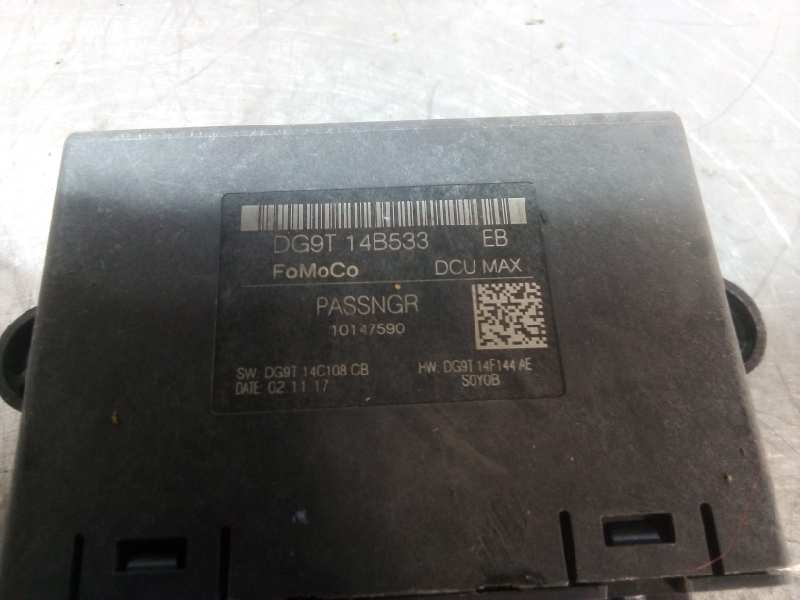 DG9T 14B533 EB
FoMoCo DCU MAX
PASSNGR
10147590
SW: DG9T 14C108 CB HW: DG9T 14F144 AE
DATE: 02 11 17 S0Y0B